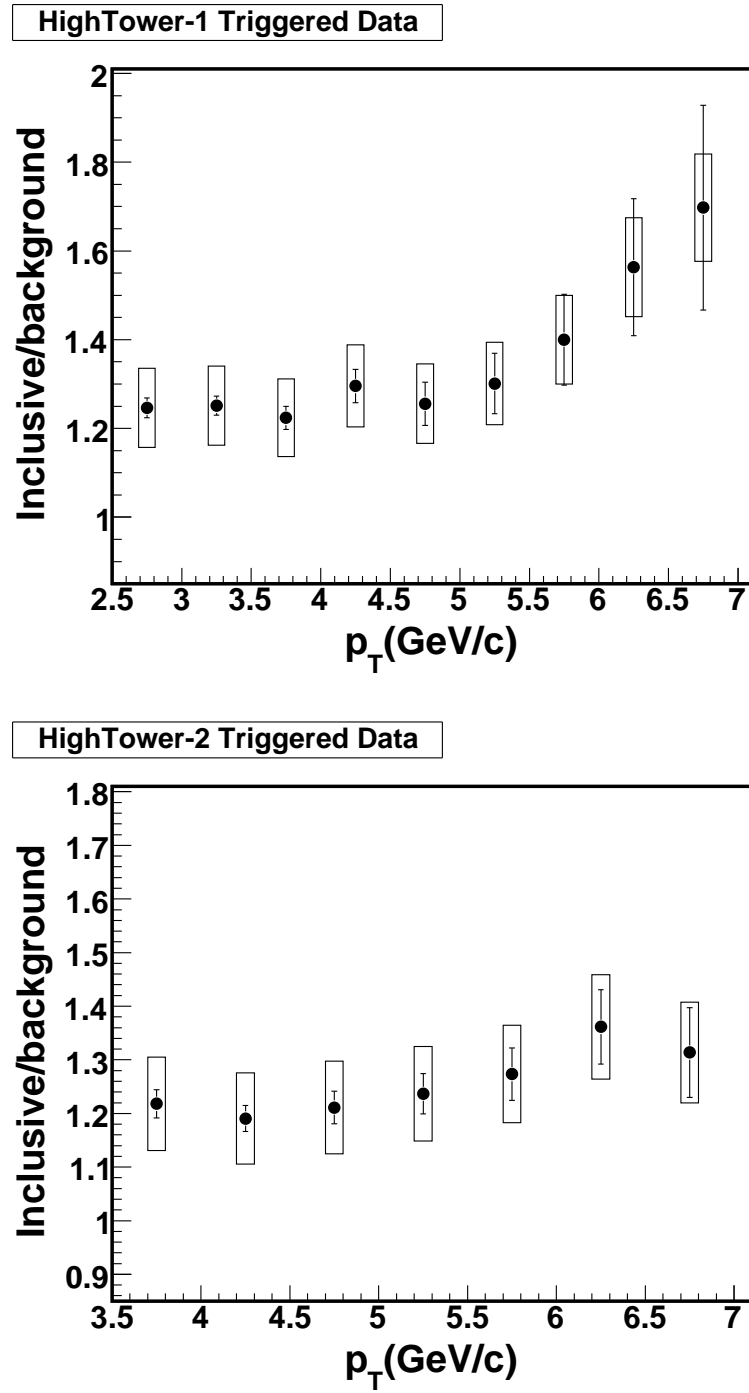 HighTower-1 Triggered Data
Inclusive/background
2
1.8
1.6
1.4
1.2
1
2.5 3 3.5 4 4.5 5 5.5 6 6.5 7
p_T(GeV/c)
HighTower-2 Triggered Data
Inclusive/background
1.8
1.7
1.6
1.5
1.4
1.3
1.2
1.1
1
0.9
3.5 4 4.5 5 5.5 6 6.5 7
p_T(GeV/c)